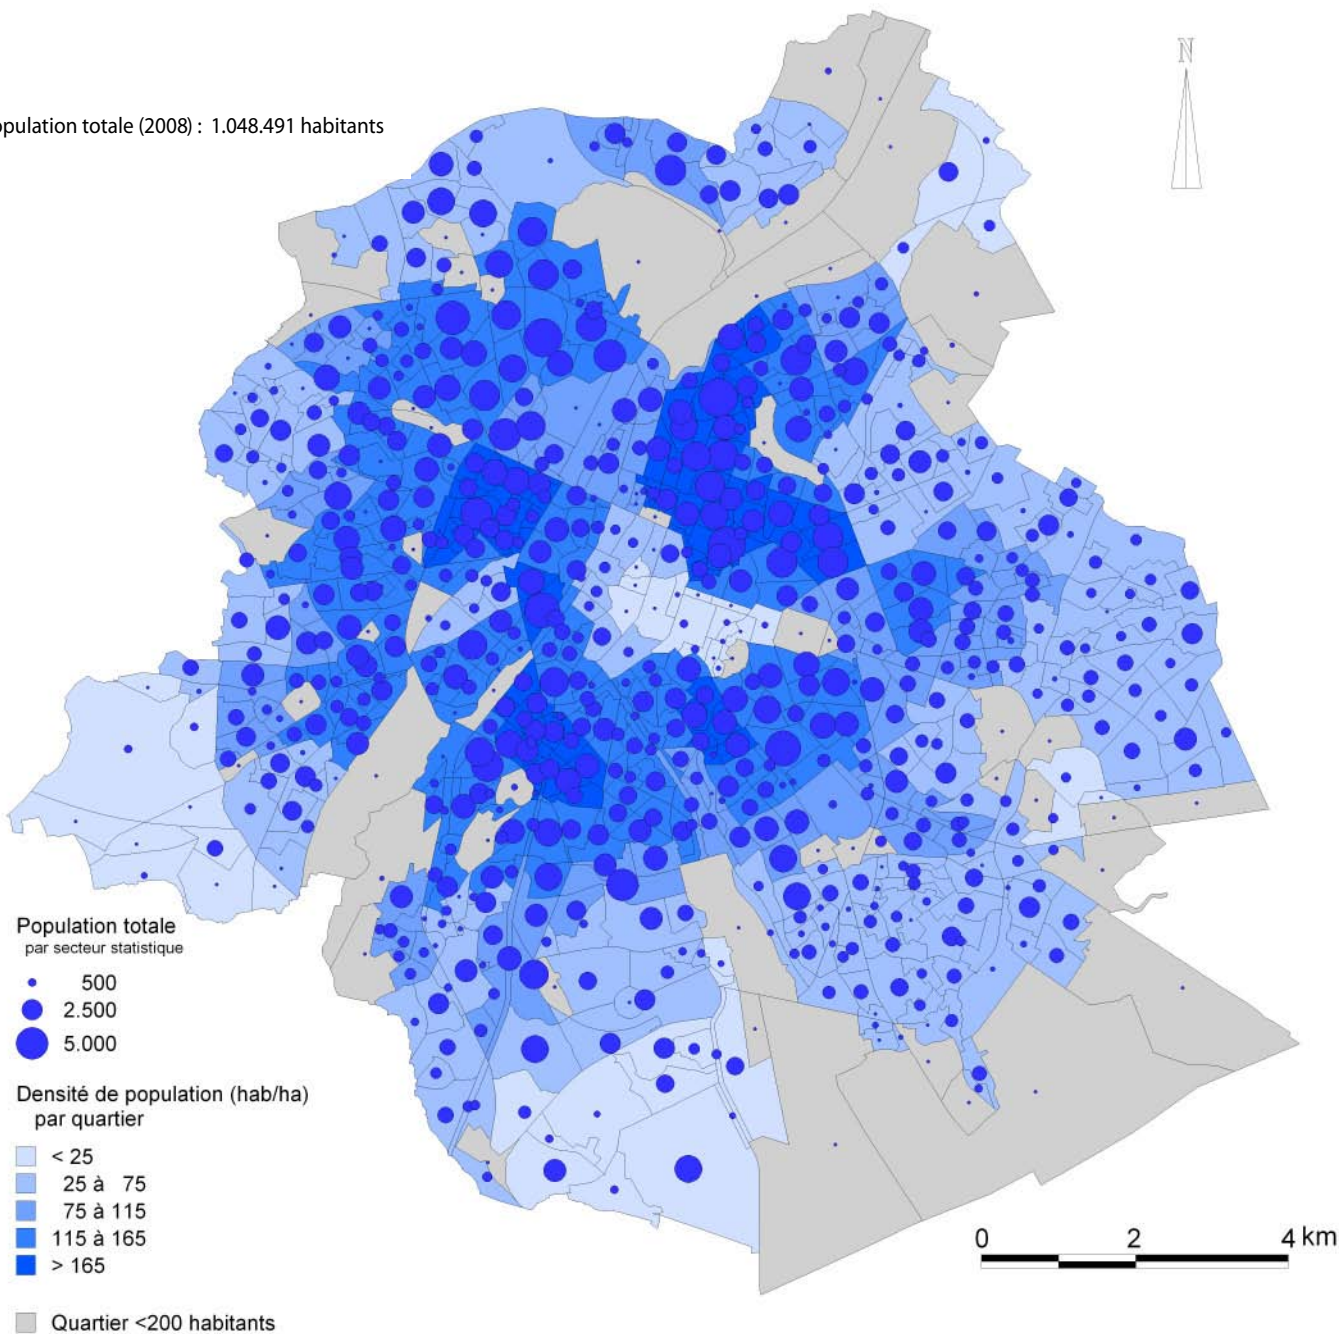 N
opulation totale (2008) : 1.048.491 habitants
Population totale
par secteur statistique
500
2.500
5.000
Densité de population (hab/ha)
par quartier
< 25
25 à 75
75 à 115
115 à 165
> 165
Quartier <200 habitants
0 2 4 km